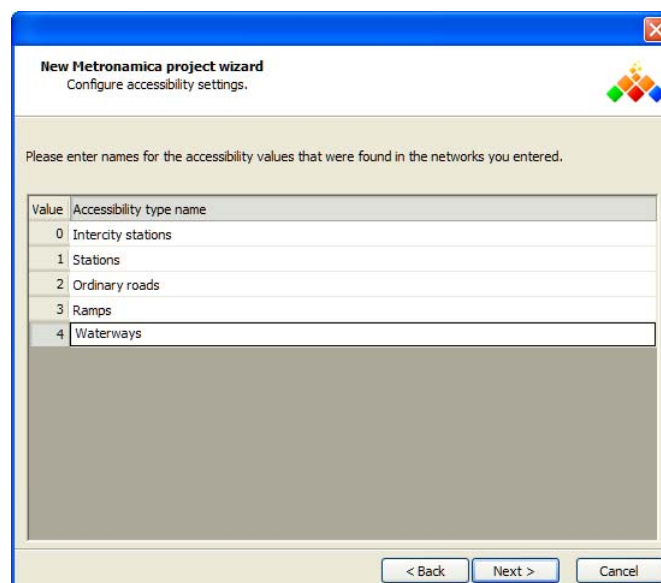 New Metronamica project wizard
Configure accessibility settings.
Please enter names for the accessibility values that were found in the networks you entered.
Value Accessibility type name
0 Intercity stations
1 Stations
2 Ordinary roads
3 Ramps
4 Waterways
< Back Next > Cancel